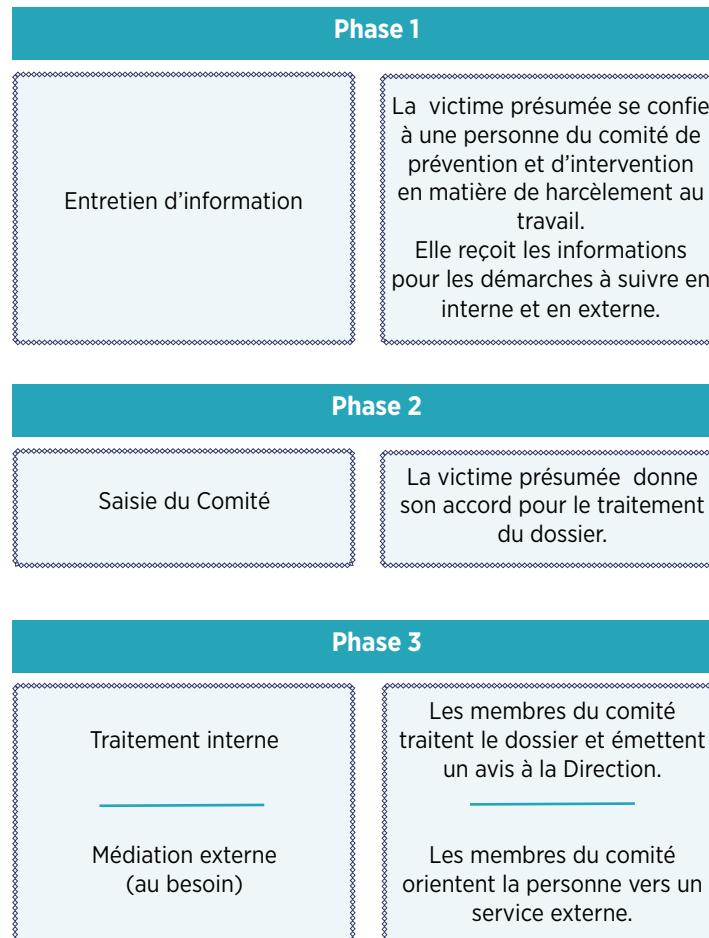 Phase 1
Entretien d’information
La  victime présumée se confie
à une personne du comité de
prévention et d’intervention
en matière de harcèlement au
travail.
Elle reçoit les informations
pour les démarches à suivre en
interne et en externe.
Phase 2
Saisie du Comité
La victime présumée  donne
son accord pour le traitement
du dossier.
Phase 3
Traitement interne
Les membres du comité
traitent le dossier et émettent
un avis à la Direction.
Médiation externe
(au besoin)
Les membres du comité
orientent la personne vers un
service externe.